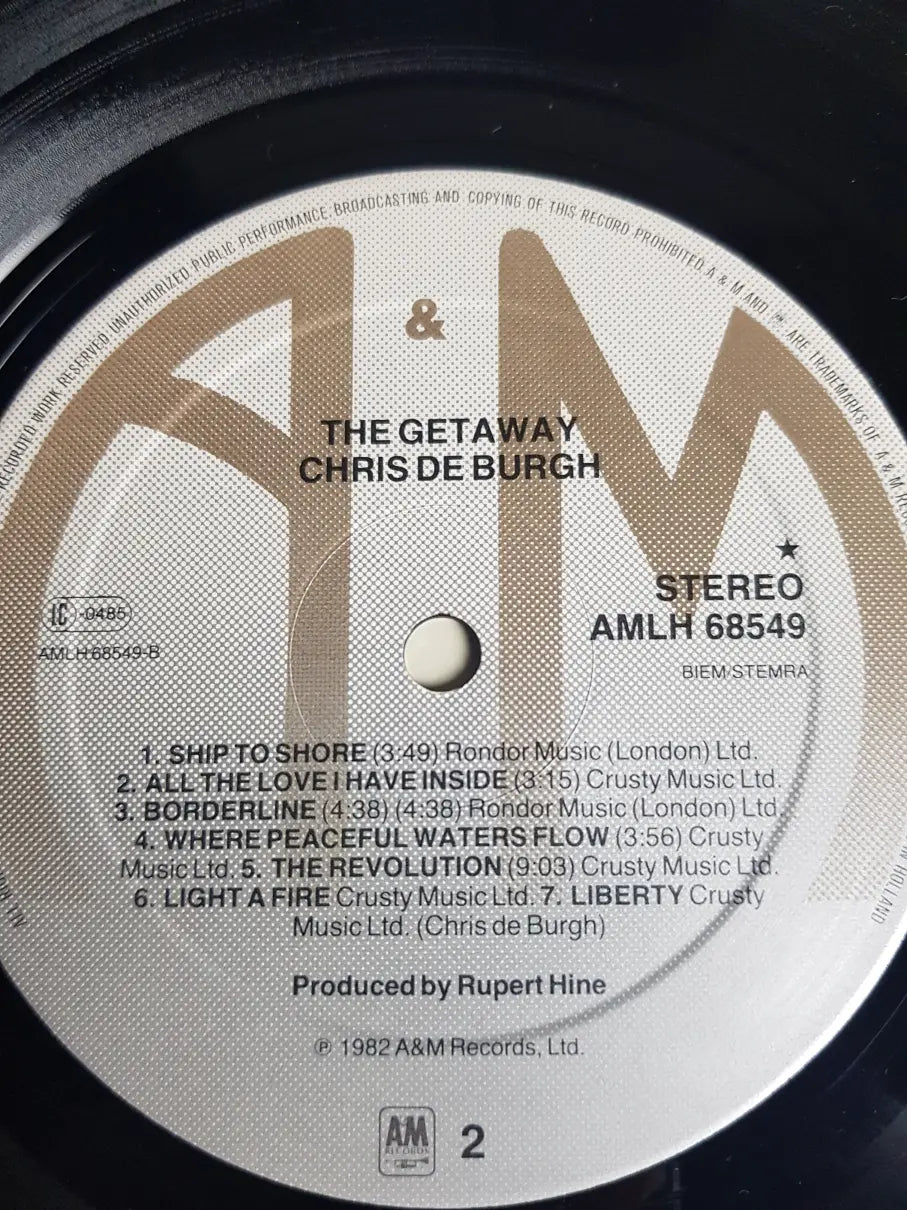 RECORDED WORK RESERVED UNAUTHORIZED PUBLIC PERFORMANCE, BROADCASTING AND COPYING OF THIS RECORD PROHIBITED A & M AND ™ ARE TRADEMARKS OF A & M
A & M
THE GETAWAY
CHRIS DE BURGH
★
STEREO
AMLH 68549
BIEM/STEMRA
IC -0485
AMLH 68549-B
1. SHIP TO SHORE (3:49) Rondor Music (London) Ltd.
2. ALL THE LOVE I HAVE INSIDE (3:15) Crusty Music Ltd.
3. BORDERLINE (4:38) (4:38) Rondor Music (London) Ltd.
4. WHERE PEACEFUL WATERS FLOW (3:56) Crusty
Music Ltd. 5. THE REVOLUTION (9:03) Crusty Music Ltd.
6. LIGHT A FIRE Crusty Music Ltd. 7. LIBERTY Crusty
Music Ltd. (Chris de Burgh)
Produced by Rupert Hine
℗ 1982 A&M Records, Ltd.
AM
RECORDS
2
HOLLAND
ALL